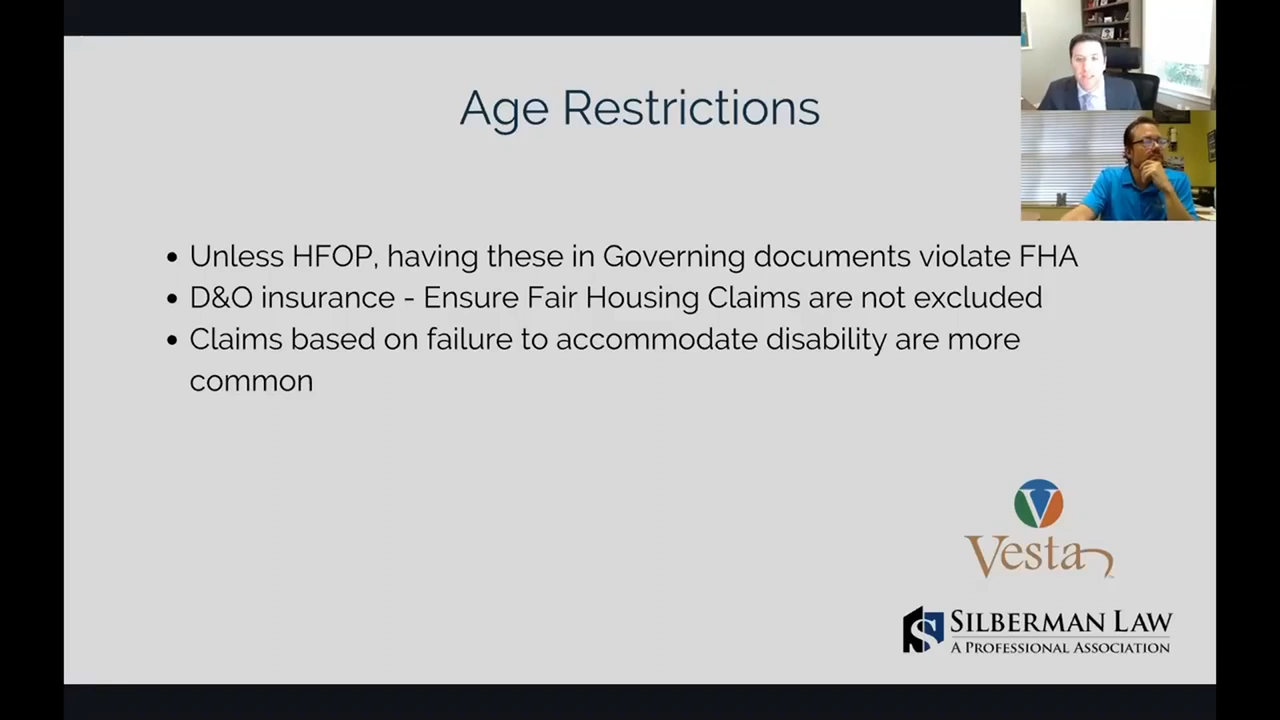 Age Restrictions
• Unless HFOP, having these in Governing documents violate FHA
• D&O insurance - Ensure Fair Housing Claims are not excluded
• Claims based on failure to accommodate disability are more
common
V
Vesta
S
SILBERMAN LAW
A PROFESSIONAL ASSOCIATION